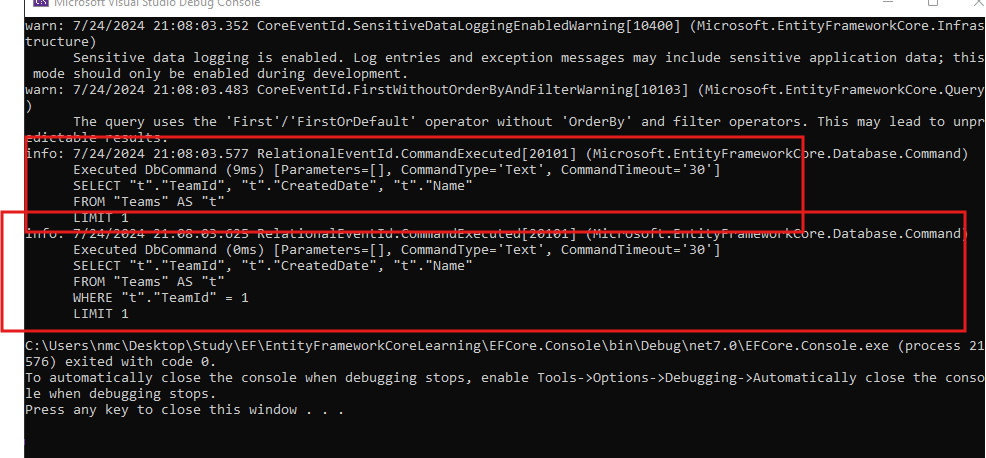 Microsoft Visual Studio Debug Console
warn: 7/24/2024 21:08:03.352 CoreEventId.SensitiveDataLoggingEnabledWarning[10400] (Microsoft.EntityFrameworkCore.Infras
tructure)
Sensitive data logging is enabled. Log entries and exception messages may include sensitive application data; this
mode should only be enabled during development.
warn: 7/24/2024 21:08:03.483 CoreEventId.FirstWithoutOrderByAndFilterWarning[10103] (Microsoft.EntityFrameworkCore.Query
)
The query uses the 'First'/'FirstOrDefault' operator without 'OrderBy' and filter operators. This may lead to unpr
edictable results.
info: 7/24/2024 21:08:03.577 RelationalEventId.CommandExecuted[20101] (Microsoft.EntityFrameworkCore.Database.Command)
Executed DbCommand (9ms) [Parameters=[], CommandType='Text', CommandTimeout='30']
SELECT "t"."TeamId", "t"."CreatedDate", "t"."Name"
FROM "Teams" AS "t"
LIMIT 1
info: 7/24/2024 21:08:03.625 RelationalEventId.CommandExecuted[20101] (Microsoft.EntityFrameworkCore.Database.Command)
Executed DbCommand (0ms) [Parameters=[], CommandType='Text', CommandTimeout='30']
SELECT "t"."TeamId", "t"."CreatedDate", "t"."Name"
FROM "Teams" AS "t"
WHERE "t"."TeamId" = 1
LIMIT 1
C:\Users\nmc\Desktop\Study\EF\EntityFrameworkCoreLearning\EFCore.Console\bin\Debug\net7.0\EFCore.Console.exe (process 21
576) exited with code 0.
To automatically close the console when debugging stops, enable Tools->Options->Debugging->Automatically close the conso
le when debugging stops.
Press any key to close this window . . .